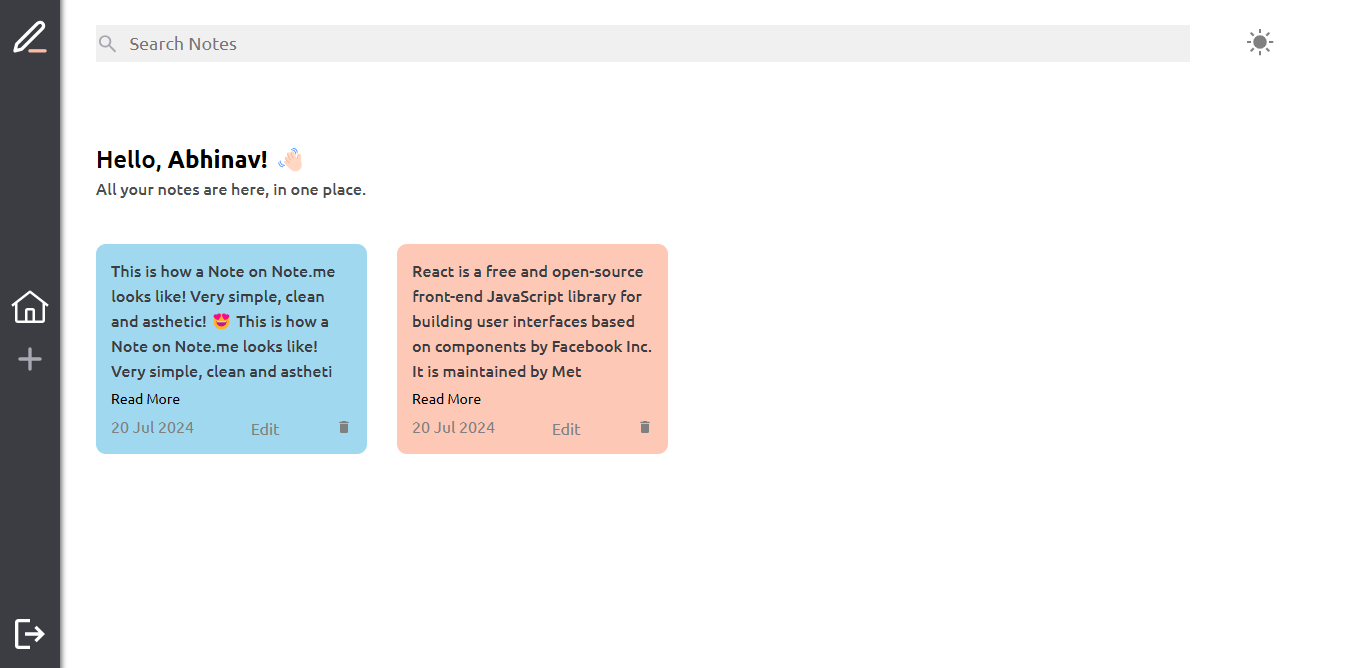 Search Notes
Hello, Abhinav! 👋🏻
All your notes are here, in one place.
This is how a Note on Note.me
looks like! Very simple, clean
and asthetic! 😍 This is how a
Note on Note.me looks like!
Very simple, clean and astheti
Read More
20 Jul 2024
Edit
React is a free and open-source
front-end JavaScript library for
building user interfaces based
on components by Facebook Inc.
It is maintained by Met
Read More
20 Jul 2024
Edit